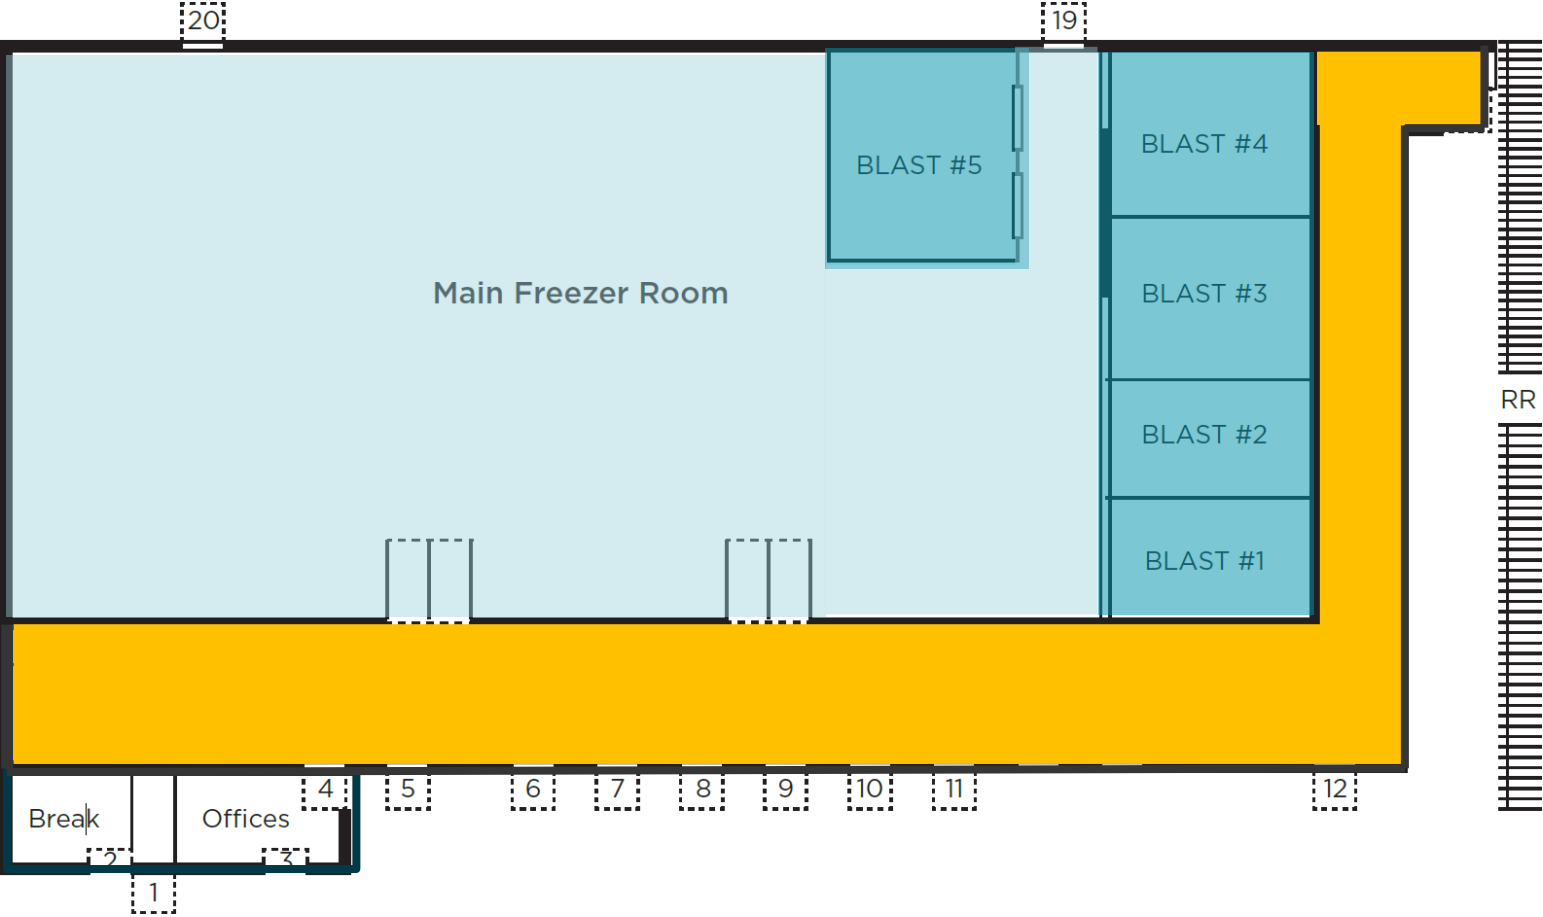 20
19
BLAST #4
BLAST #5
Main Freezer Room
BLAST #3
RR
BLAST #2
BLAST #1
4
5
6
7
8
9
10
11
12
Break
Offices
2
3
1